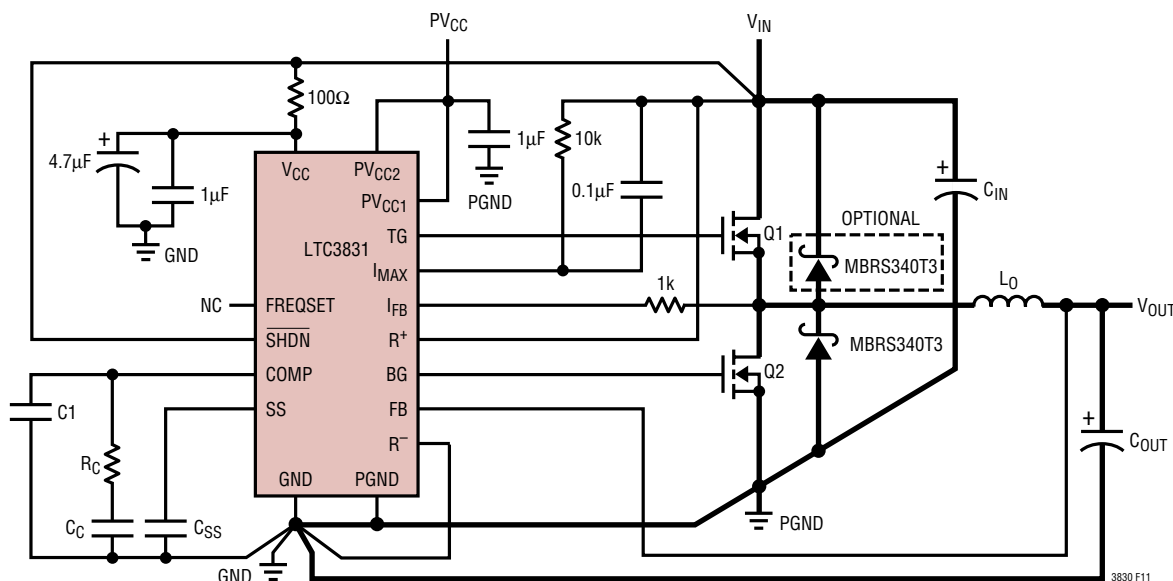 PVCC
VIN
100Ω
+
4.7µF
1µF
GND
VCC
PVCC2
PVCC1
LTC3831
TG
IMAX
IFB
R+
BG
FB
R–
FREQSET
SHDN
COMP
SS
GND
PGND
NC
1µF
PGND
10k
0.1µF
1k
Q1
Q2
OPTIONAL
MBRS340T3
MBRS340T3
+
CIN
LO
VOUT
+
COUT
PGND
C1
RC
CC
CSS
GND
3830 F11